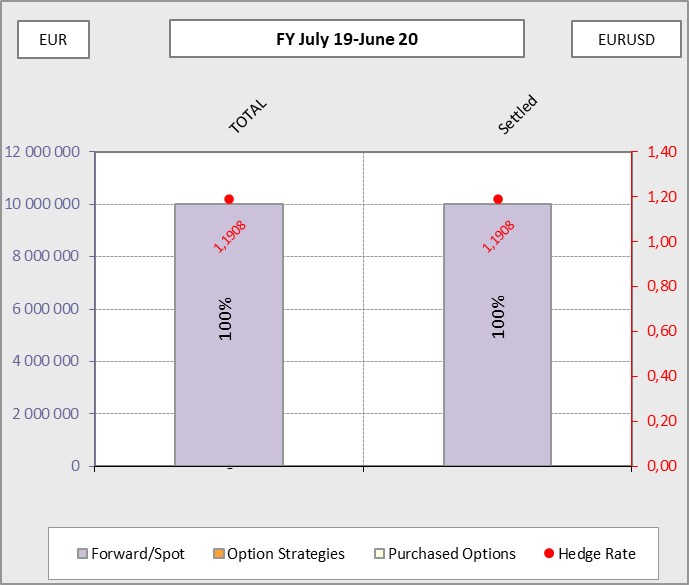 EUR
FY July 19-June 20
EURUSD
TOTAL
Settled
12 000 000
10 000 000
8 000 000
6 000 000
4 000 000
2 000 000
0
1,40
1,20
1,00
0,80
0,60
0,40
0,20
0,00
1,1908
1,1908
100%
100%
-
Forward/Spot
Option Strategies
Purchased Options
Hedge Rate